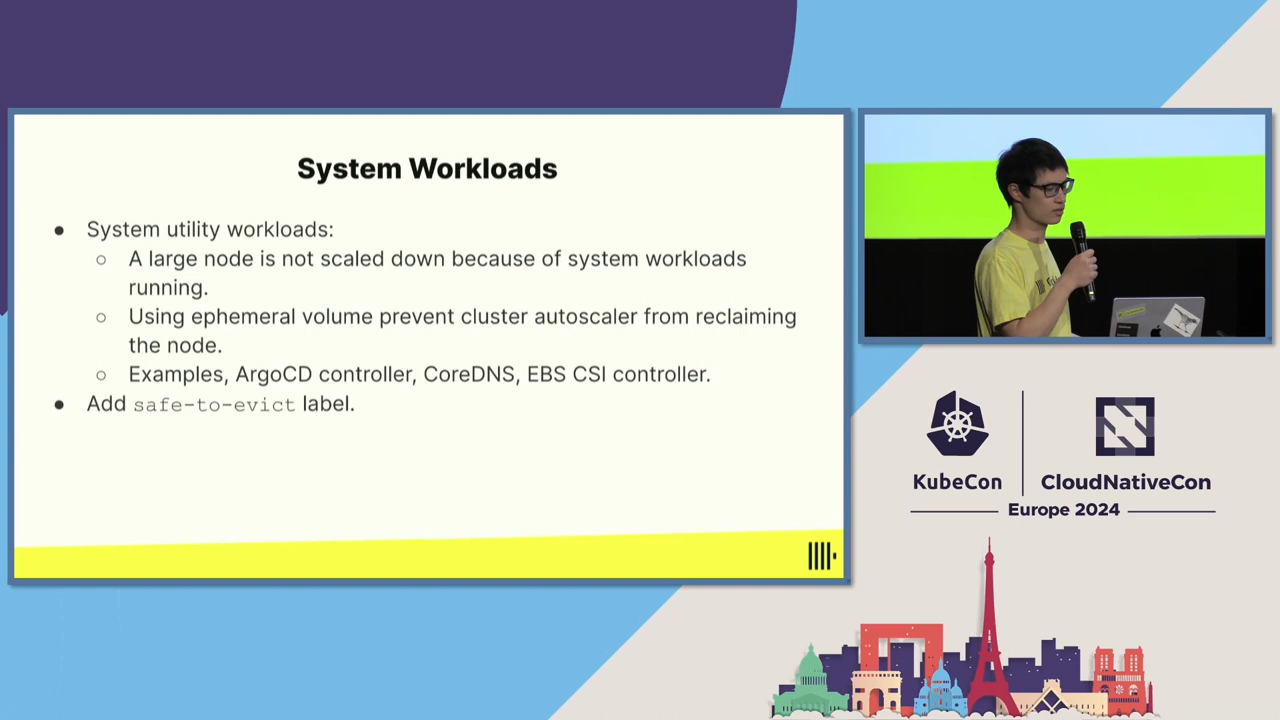 System Workloads
● System utility workloads:
○ A large node is not scaled down because of system workloads
running.
○ Using ephemeral volume prevent cluster autoscaler from reclaiming
the node.
○ Examples, ArgoCD controller, CoreDNS, EBS CSI controller.
● Add safe-to-evict label.
KubeCon
CloudNativeCon
Europe 2024